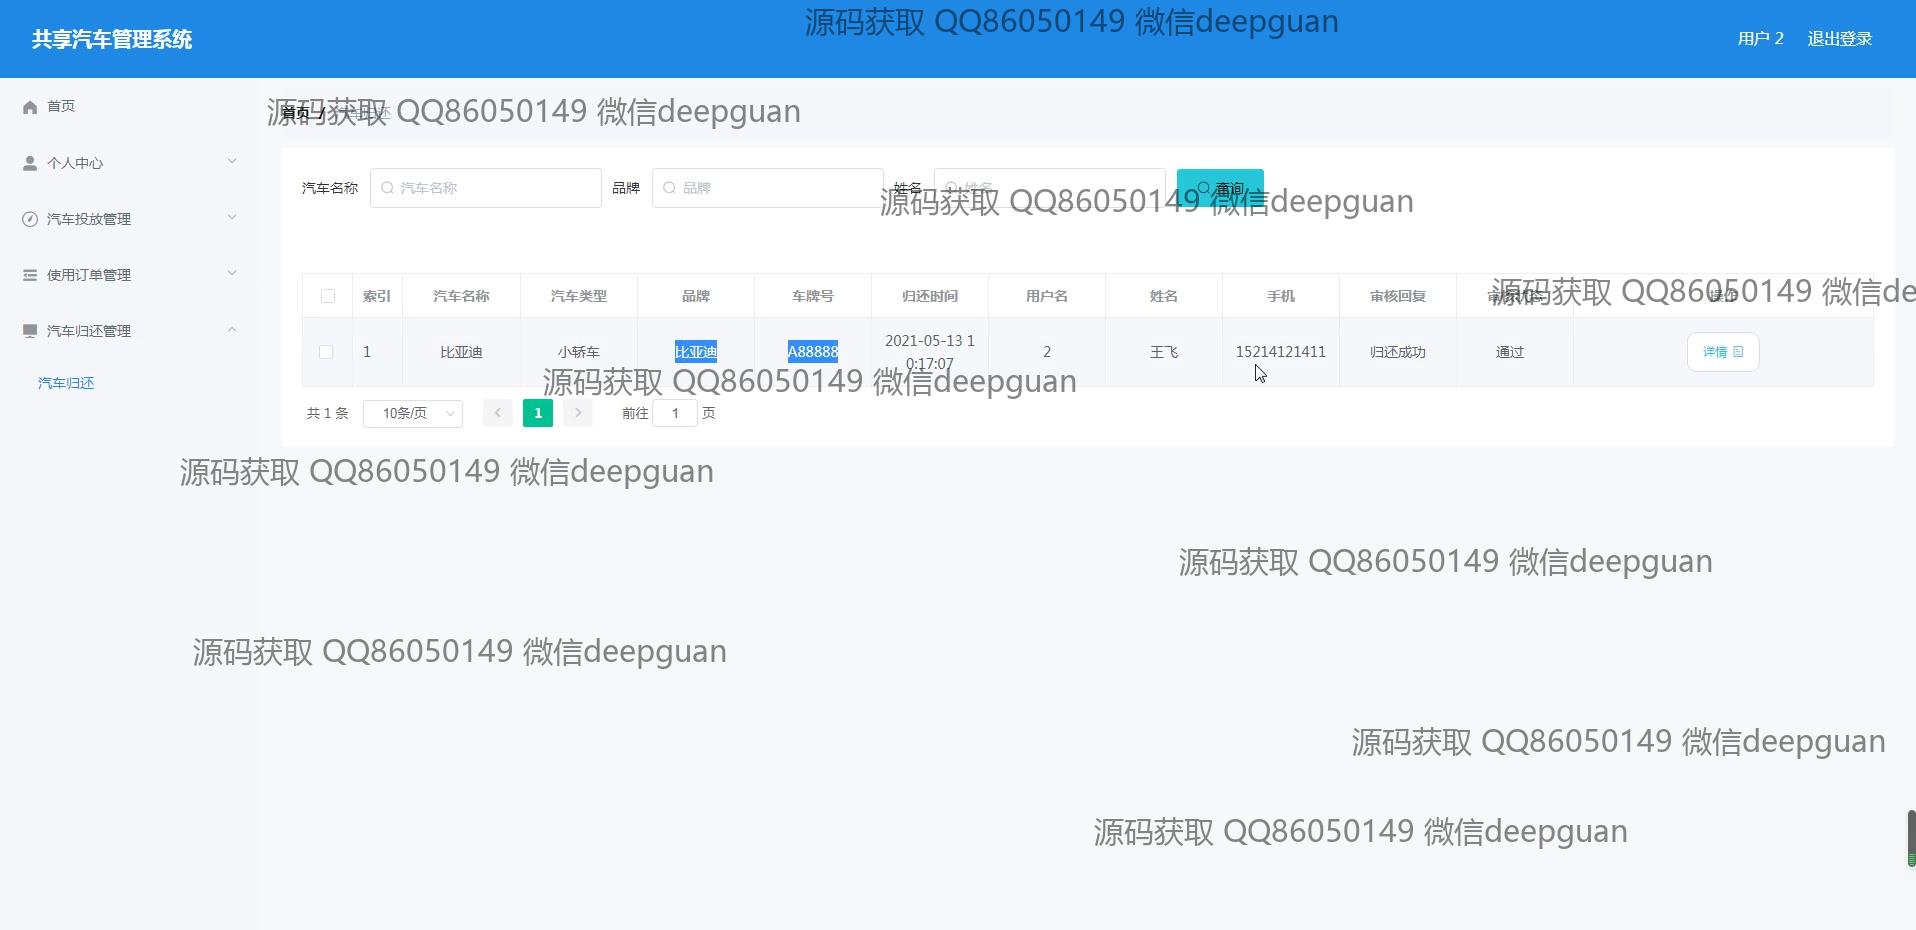 源码获取 QQ86050149 微信deepguan
共享汽车管理系统
用户 2 退出登录
首页
源码获取 QQ86050149 微信deepguan
首页 / 汽车归还
个人中心
汽车名称 汽车名称 品牌 品牌 姓名 姓名 查询
源码获取 QQ86050149 微信deepguan
汽车投放管理
使用订单管理
索引 汽车名称 汽车类型 品牌 车牌号 归还时间 用户名 姓名 手机 审核回复 审核状态 操作
源码获取 QQ86050149 微信de
汽车归还管理
1 比亚迪 小轿车 比亚迪 A88888 2021-05-13 1 2 王飞 15214121411 归还成功 通过 详情
0:17:07
源码获取 QQ86050149 微信deepguan
汽车归还
共 1 条 10条/页 1 前往 1 页
源码获取 QQ86050149 微信deepguan
源码获取 QQ86050149 微信deepguan
源码获取 QQ86050149 微信deepguan
源码获取 QQ86050149 微信deepguan
源码获取 QQ86050149 微信deepguan